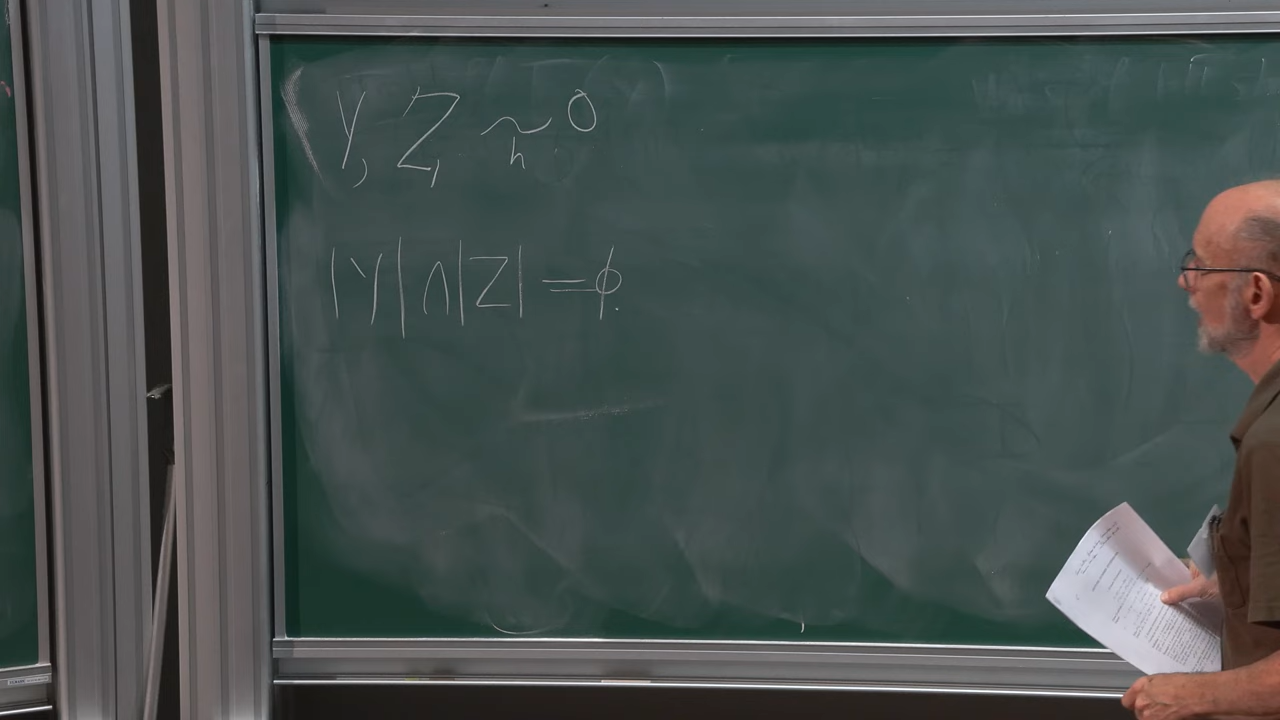 Y, Z, ~ₕ 0
|Y| ∩ |Z| = ϕ.